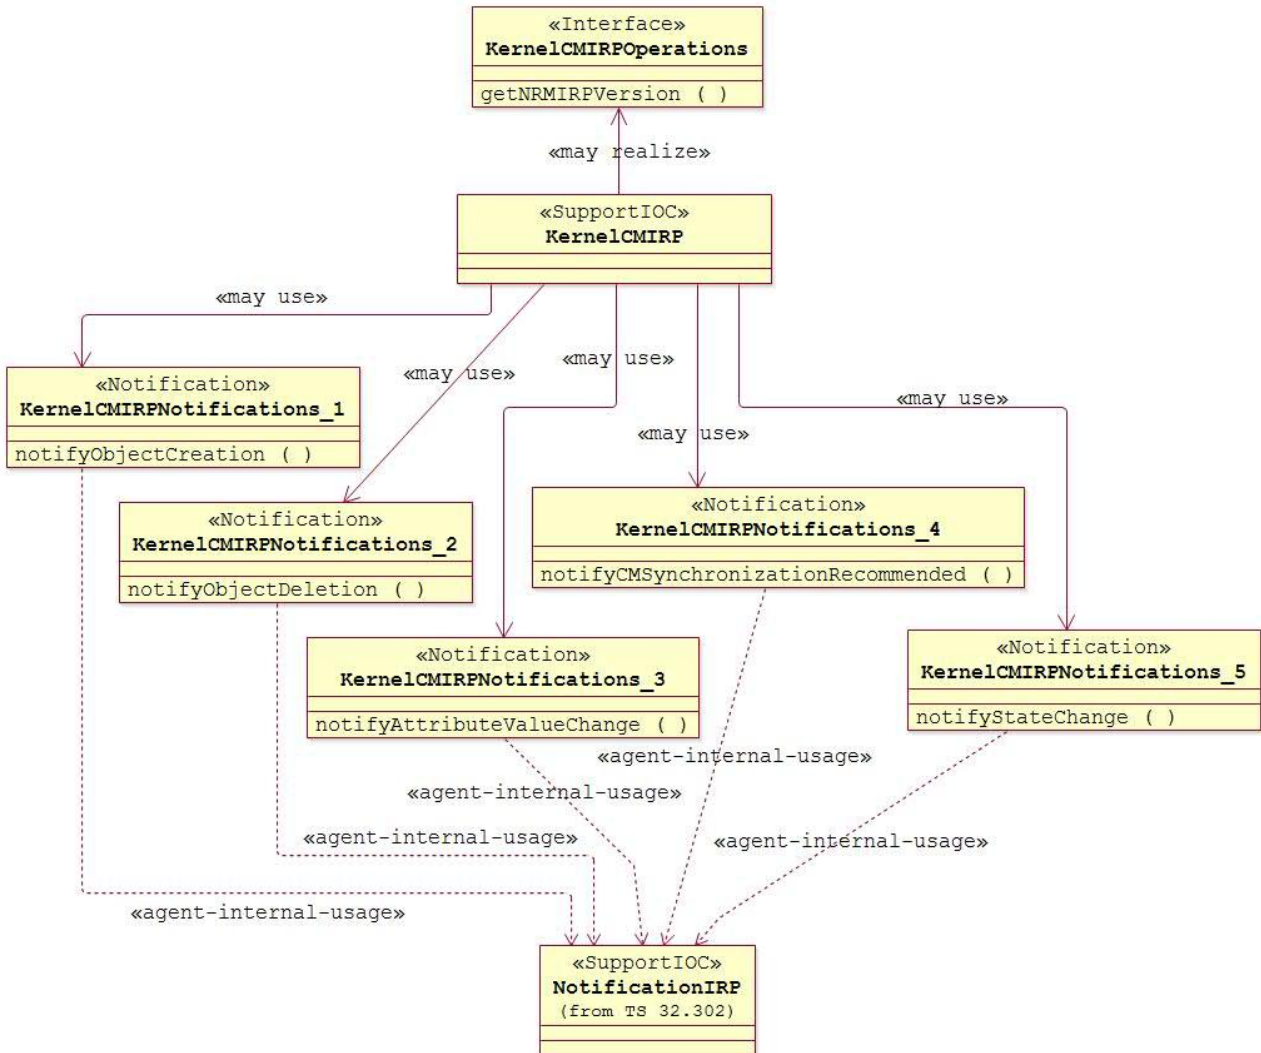 «Interface»
KernelCMIRPOperations
getNRMIRPVersion ( )
«may realize»
«SupportIOC»
KernelCMIRP
«may use»
«may use»
«may use»
«may use»
«may use»
«Notification»
KernelCMIRPNotifications_1
notifyObjectCreation ( )
«Notification»
KernelCMIRPNotifications_2
notifyObjectDeletion ( )
«Notification»
KernelCMIRPNotifications_4
notifyCMSynchronizationRecommended ( )
«Notification»
KernelCMIRPNotifications_3
notifyAttributeValueChange ( )
«Notification»
KernelCMIRPNotifications_5
notifyStateChange ( )
«agent-internal-usage»
«agent-internal-usage»
«agent-internal-usage»
«agent-internal-usage»
«agent-internal-usage»
«SupportIOC»
NotificationIRP
(from TS 32.302)